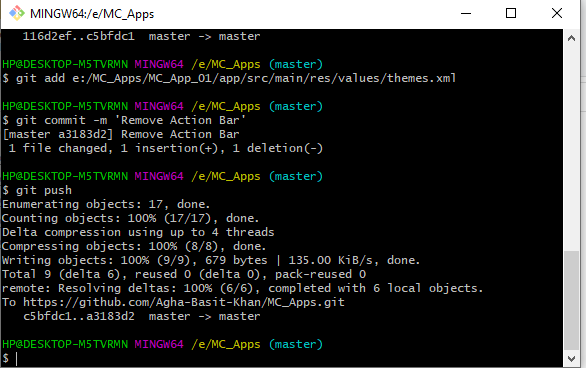 MINGW64:/e/MC_Apps
116d2ef..c5bfdc1  master -> master
HP@DESKTOP-M5TVRMN MINGW64 /e/MC_Apps (master)
$ git add e:/MC_Apps/MC_App_01/app/src/main/res/values/themes.xml
HP@DESKTOP-M5TVRMN MINGW64 /e/MC_Apps (master)
$ git commit -m 'Remove Action Bar'
[master a3183d2] Remove Action Bar
 1 file changed, 1 insertion(+), 1 deletion(-)
HP@DESKTOP-M5TVRMN MINGW64 /e/MC_Apps (master)
$ git push
Enumerating objects: 17, done.
Counting objects: 100% (17/17), done.
Delta compression using up to 4 threads
Compressing objects: 100% (8/8), done.
Writing objects: 100% (9/9), 679 bytes | 135.00 KiB/s, done.
Total 9 (delta 6), reused 0 (delta 0), pack-reused 0
remote: Resolving deltas: 100% (6/6), completed with 6 local objects.
To https://github.com/Agha-Basit-Khan/MC_Apps.git
   c5bfdc1..a3183d2  master -> master
HP@DESKTOP-M5TVRMN MINGW64 /e/MC_Apps (master)
$